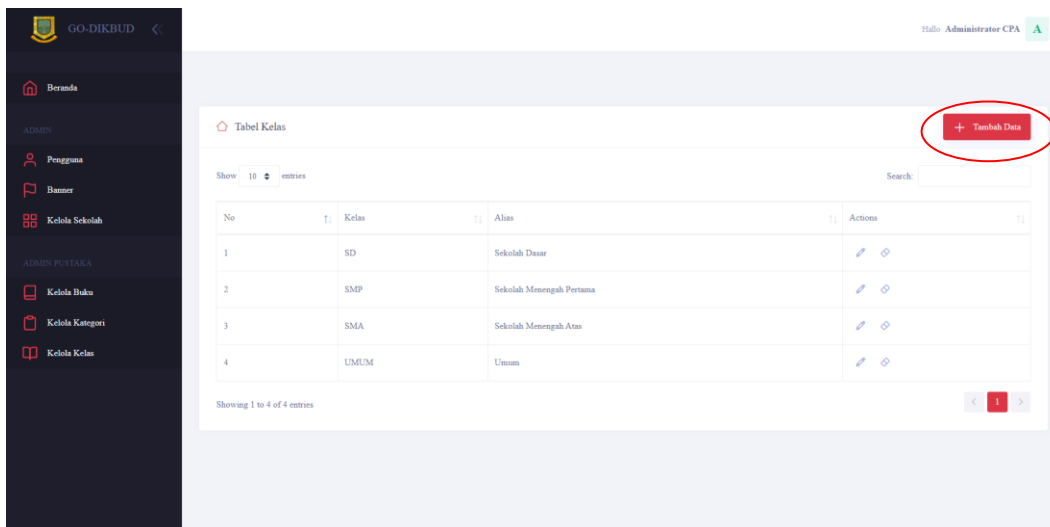 GO-DIKBUD
Hallo Administrator CPA A
Beranda
ADMIN
Pengguna
Banner
Kelola Sekolah
ADMIN PUSTAKA
Kelola Buku
Kelola Kategori
Kelola Kelas
Tabel Kelas
+ Tambah Data
Show 10 entries
Search:
No Kelas Alias Actions
1 SD Sekolah Dasar
2 SMP Sekolah Menengah Pertama
3 SMA Sekolah Menengah Atas
4 UMUM Umum
Showing 1 to 4 of 4 entries
< 1 >